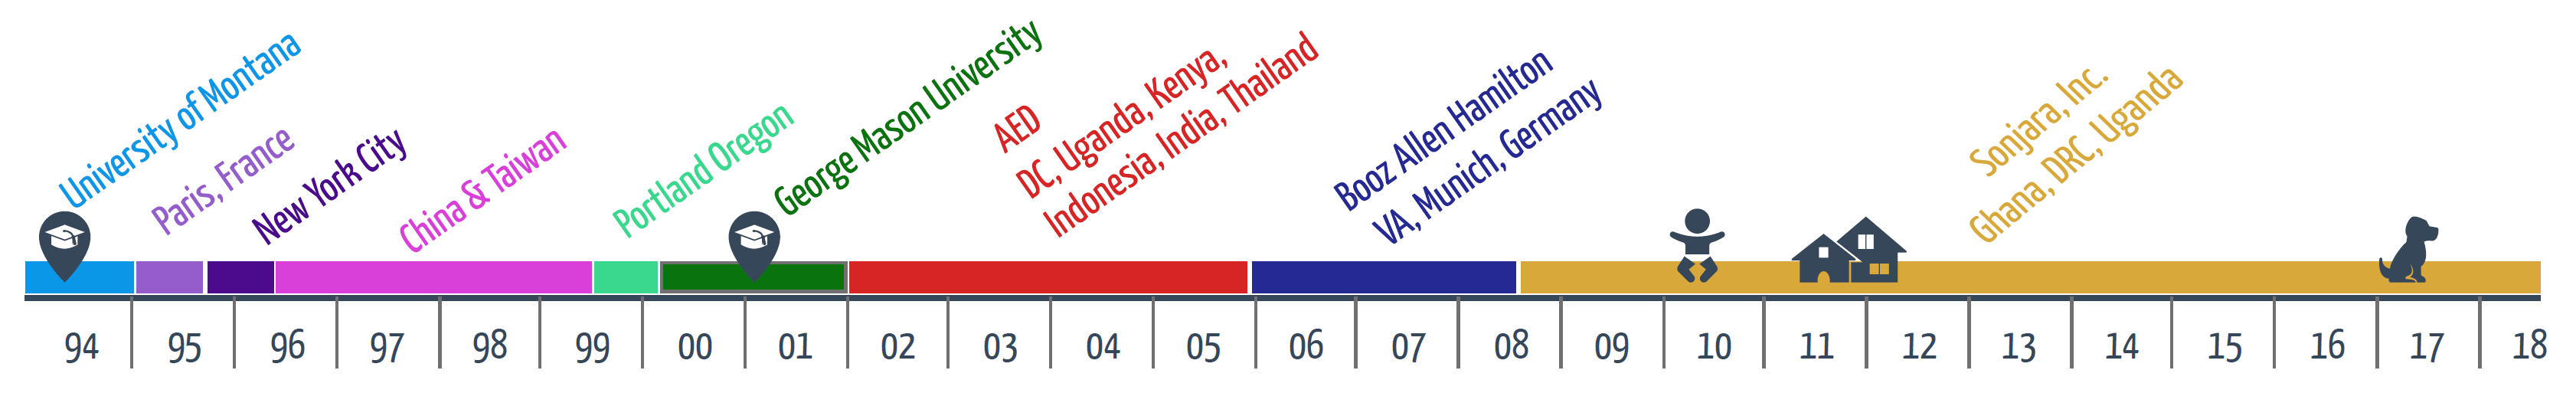 University of Montana
Paris, France
New York City
China & Taiwan
Portland Oregon
George Mason University
AED
DC, Uganda, Kenya,
Indonesia, India, Thailand
Booz Allen Hamilton
VA, Munich, Germany
Sonjara, Inc.
Ghana, DRC, Uganda
94 95 96 97 98 99 00 01 02 03 04 05 06 07 08 09 10 11 12 13 14 15 16 17 18